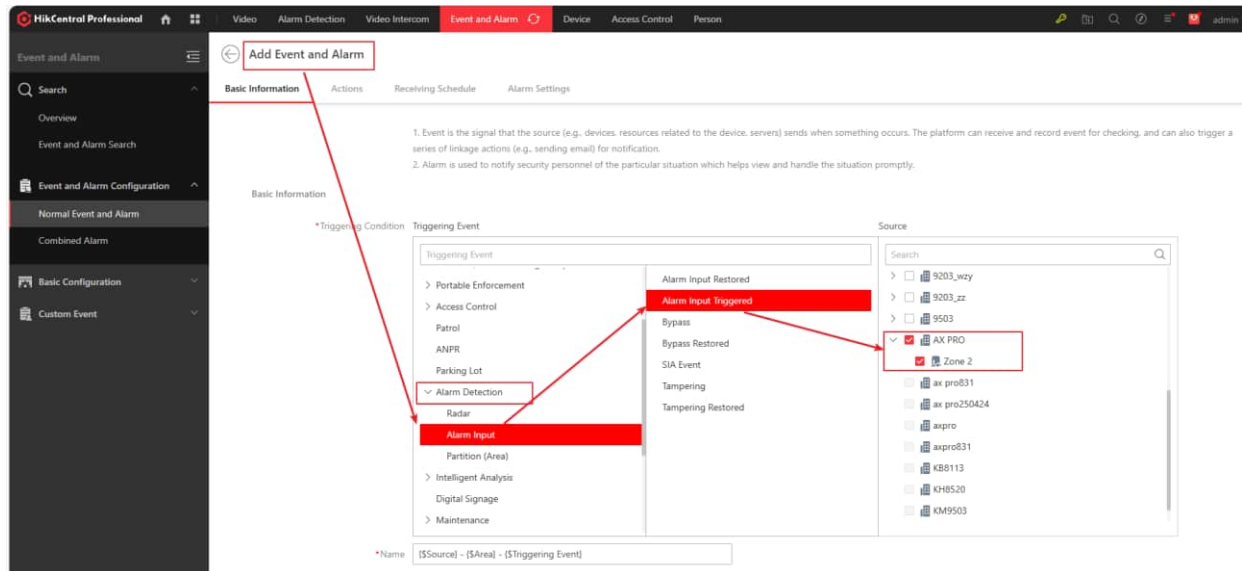 HikCentral Professional
Video
Alarm Detection
Video Intercom
Event and Alarm
Device
Access Control
Person
admin
Event and Alarm
Search
Overview
Event and Alarm Search
Event and Alarm Configuration
Normal Event and Alarm
Combined Alarm
Basic Configuration
Custom Event
Add Event and Alarm
Basic Information
Actions
Receiving Schedule
Alarm Settings
1. Event is the signal that the source (e.g., devices. resources related to the device. servers) sends when something occurs. The platform can receive and record event for checking, and can also trigger a
series of linkage actions (e.g., sending email) for notification.
2. Alarm is used to notify security personnel of the particular situation which helps view and handle the situation promptly.
Basic Information
*Triggering Condition
Triggering Event
Triggering Event
Portable Enforcement
Access Control
Patrol
ANPR
Parking Lot
Alarm Detection
Radar
Alarm Input
Partition (Area)
Intelligent Analysis
Digital Signage
Maintenance
Alarm Input Restored
Alarm Input Triggered
Bypass
Bypass Restored
SIA Event
Tampering
Tampering Restored
Source
Search
9203_wzy
9203_zz
9503
AX PRO
Zone 2
ax pro831
ax pro250424
axpro
axpro831
KB8113
KH8520
KM9503
*Name
{$Source} - {$Area} - {$Triggering Event}